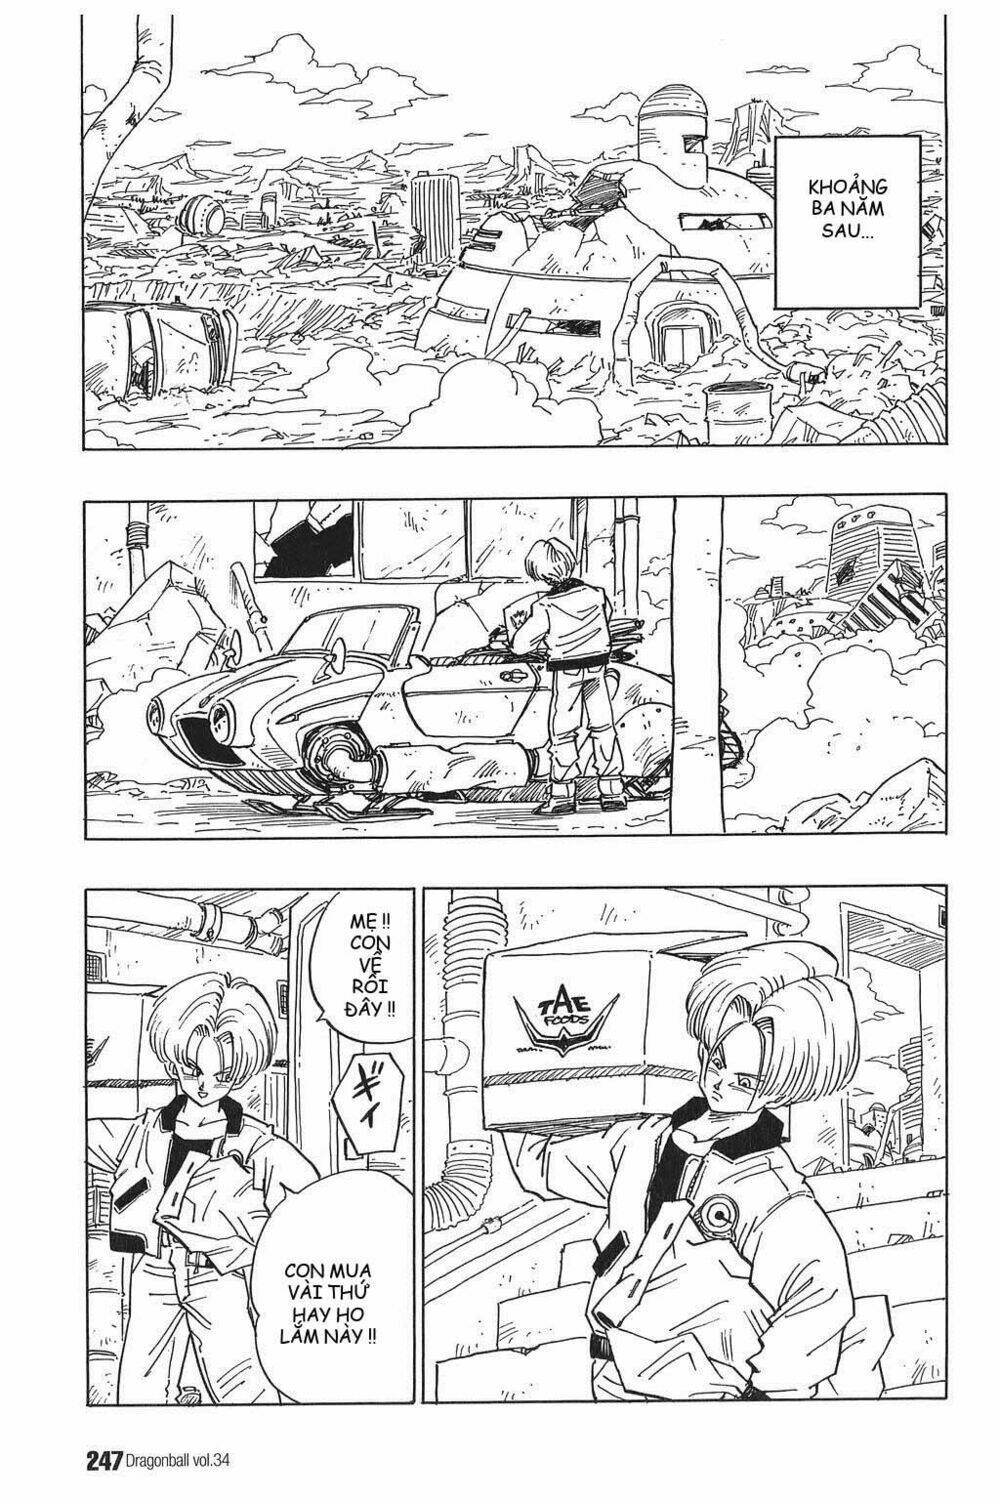 KHOẢNG
BA NĂM
SAU...
MẸ !!
CON
VỀ
RỒI
ĐÂY !!
ギィ
CON MUA
VÀI THỨ
HAY HO
LẮM NÀY !!
TAE
FOODS
247 Dragonball vol.34